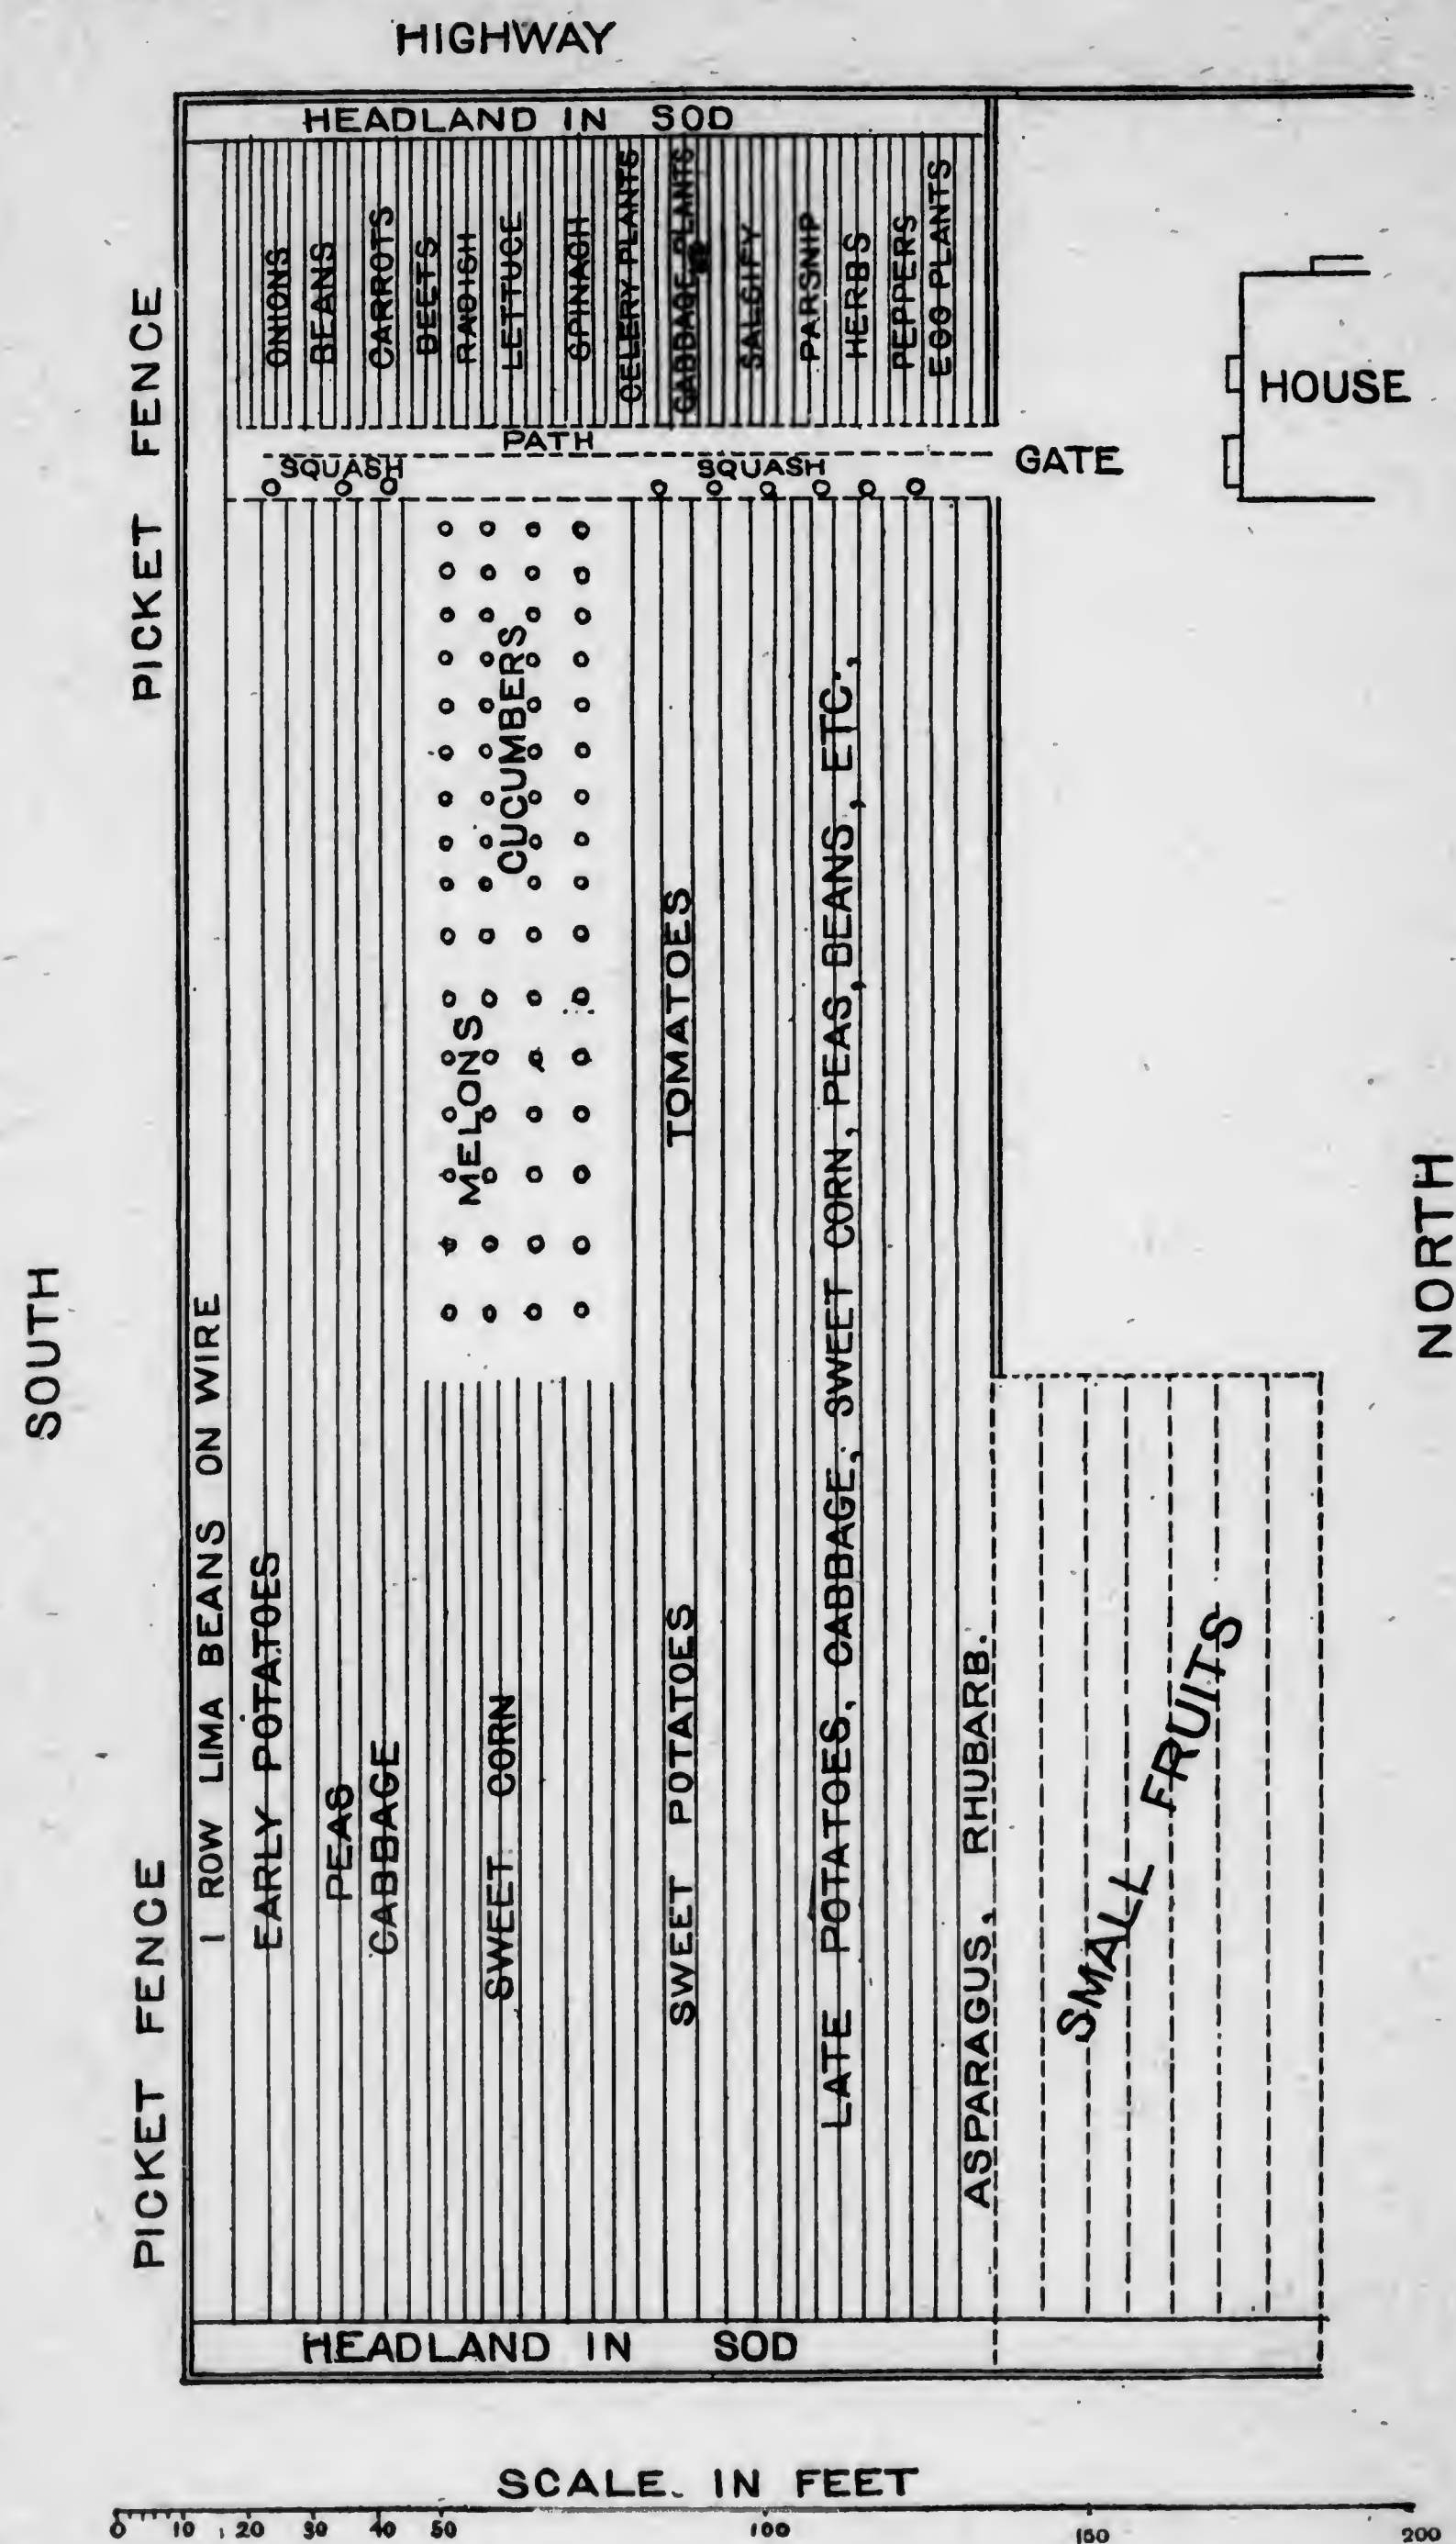 HIGHWAY
HEADLAND IN SOD
PICKET FENCE
ONIONS
BEANS
CARROTS
BEETS
RADISH
LETTUCE
SPINACH
CELERY PLANTS
CABBAGE PLANTS
SALSIFY
PARSNIP
HERBS
PEPPERS
EGG PLANTS
HOUSE
PATH
GATE
SQUASH
SQUASH
CUCUMBERS
MELONS
TOMATOES
LATE POTATOES, CABBAGE, SWEET CORN, PEAS, BEANS, ETC.,
SOUTH
NORTH
1 ROW LIMA BEANS ON WIRE
EARLY POTATOES
PEAS
CABBAGE
SWEET CORN
SWEET POTATOES
ASPARAGUS, RHUBARB.
SMALL FRUITS
PICKET FENCE
HEADLAND IN SOD
SCALE. IN FEET
0 10 20 30 40 50 100 150 200